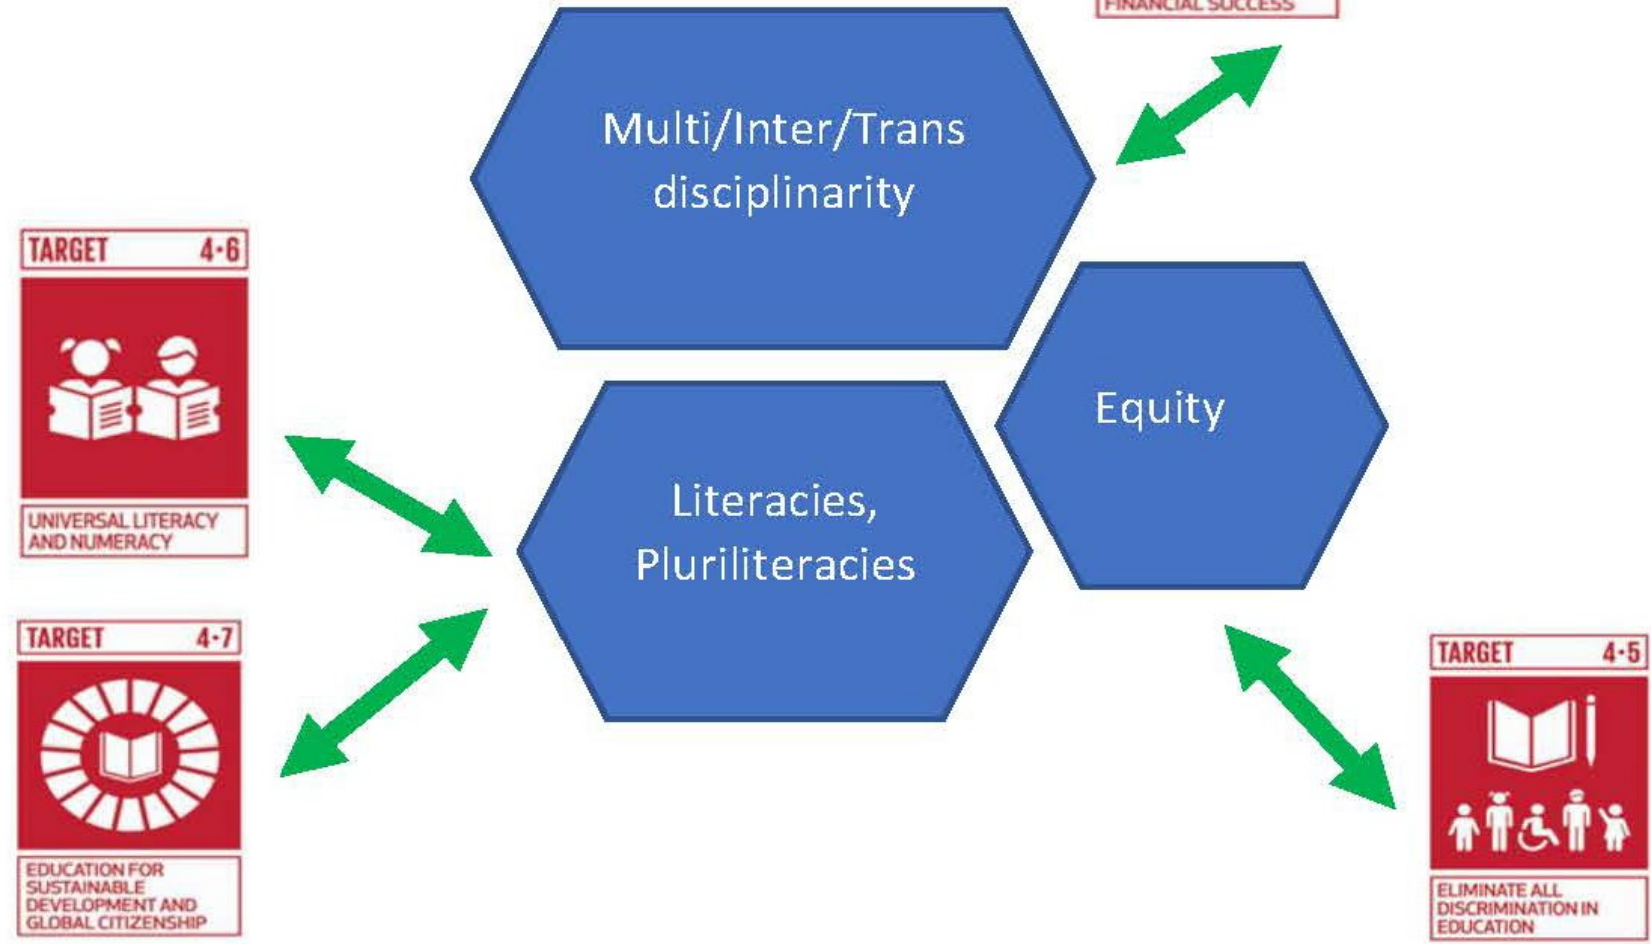 FINANCIAL SUCCESS
Multi/Inter/Trans
disciplinarity
TARGET 4·6
UNIVERSAL LITERACY
AND NUMERACY
Equity
Literacies,
Pluriliteracies
TARGET 4·7
EDUCATION FOR
SUSTAINABLE
DEVELOPMENT AND
GLOBAL CITIZENSHIP
TARGET 4·5
ELIMINATE ALL
DISCRIMINATION IN
EDUCATION